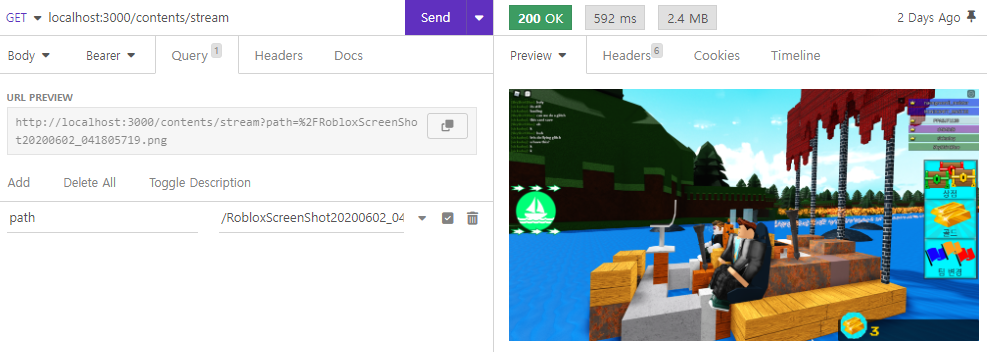 GET localhost:3000/contents/stream Send
Body Bearer Query 1 Headers Docs
URL PREVIEW
http://localhost:3000/contents/stream?path=%2FRobloxScreenSho
t20200602_041805719.png
Add Delete All Toggle Description
path /RobloxScreenShot20200602_04
200 OK 592 ms 2.4 MB 2 Days Ago
Preview Headers 6 Cookies Timeline
상점
골드
팀 변경
3